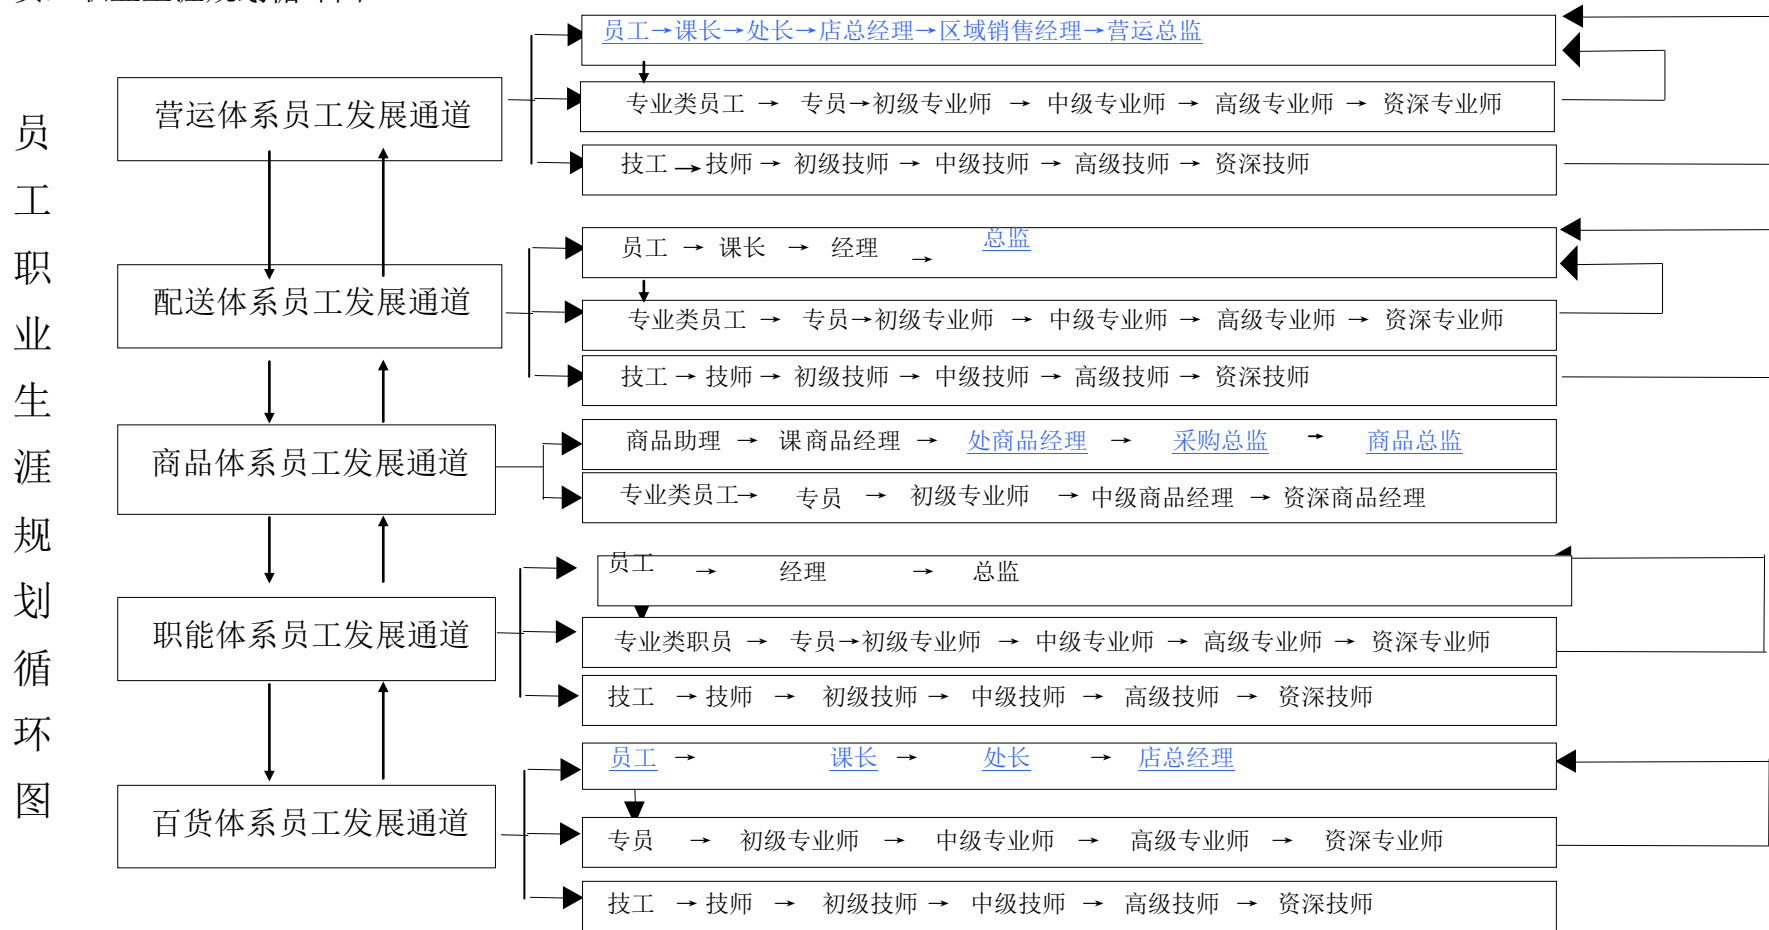 员工职业生涯规划循环图
员工→课长→处长→店总经理→区域销售经理→营运总监
营运体系员工发展通道
专业类员工 → 专员→初级专业师 → 中级专业师 → 高级专业师 → 资深专业师
技工 → 技师 → 初级技师 → 中级技师 → 高级技师 → 资深技师
员工 → 课长 → 经理 → 总监
配送体系员工发展通道
专业类员工 → 专员→初级专业师 → 中级专业师 → 高级专业师 → 资深专业师
技工 → 技师 → 初级技师 → 中级技师 → 高级技师 → 资深技师
商品助理 → 课商品经理 → 处商品经理 → 采购总监 → 商品总监
商品体系员工发展通道
专业类员工→ 专员 → 初级专业师 → 中级商品经理 → 资深商品经理
员工 → 经理 → 总监
职能体系员工发展通道
专业类职员 → 专员→初级专业师 → 中级专业师 → 高级专业师 → 资深专业师
技工 → 技师 → 初级技师 → 中级技师 → 高级技师 → 资深技师
员工 → 课长 → 处长 → 店总经理
百货体系员工发展通道
专员 → 初级专业师 → 中级专业师 → 高级专业师 → 资深专业师
技工 → 技师 → 初级技师 → 中级技师 → 高级技师 → 资深技师